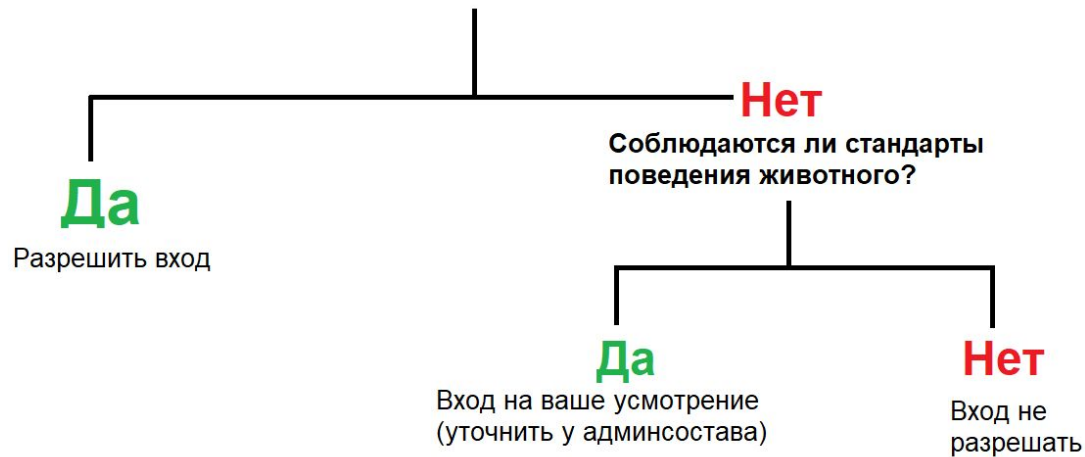 Нет
Соблюдаются ли стандарты
поведения животного?
Да
Разрешить вход
Да
Вход на ваше усмотрение
(уточнить у админсостава)
Нет
Вход не
разрешать